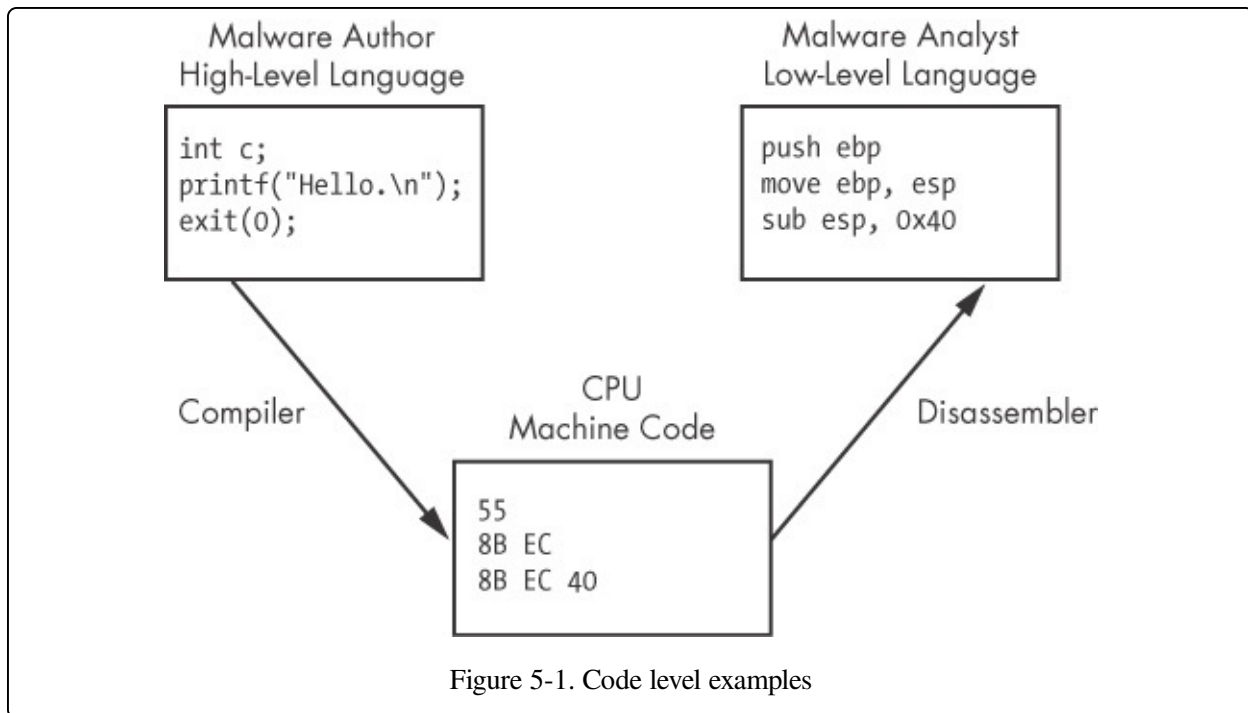 Malware Author
High-Level Language
int c;
printf("Hello.\n");
exit(0);
Malware Analyst
Low-Level Language
push ebp
move ebp, esp
sub esp, 0x40
Compiler
CPU
Machine Code
55
8B EC
8B EC 40
Disassembler
Figure 5-1. Code level examples